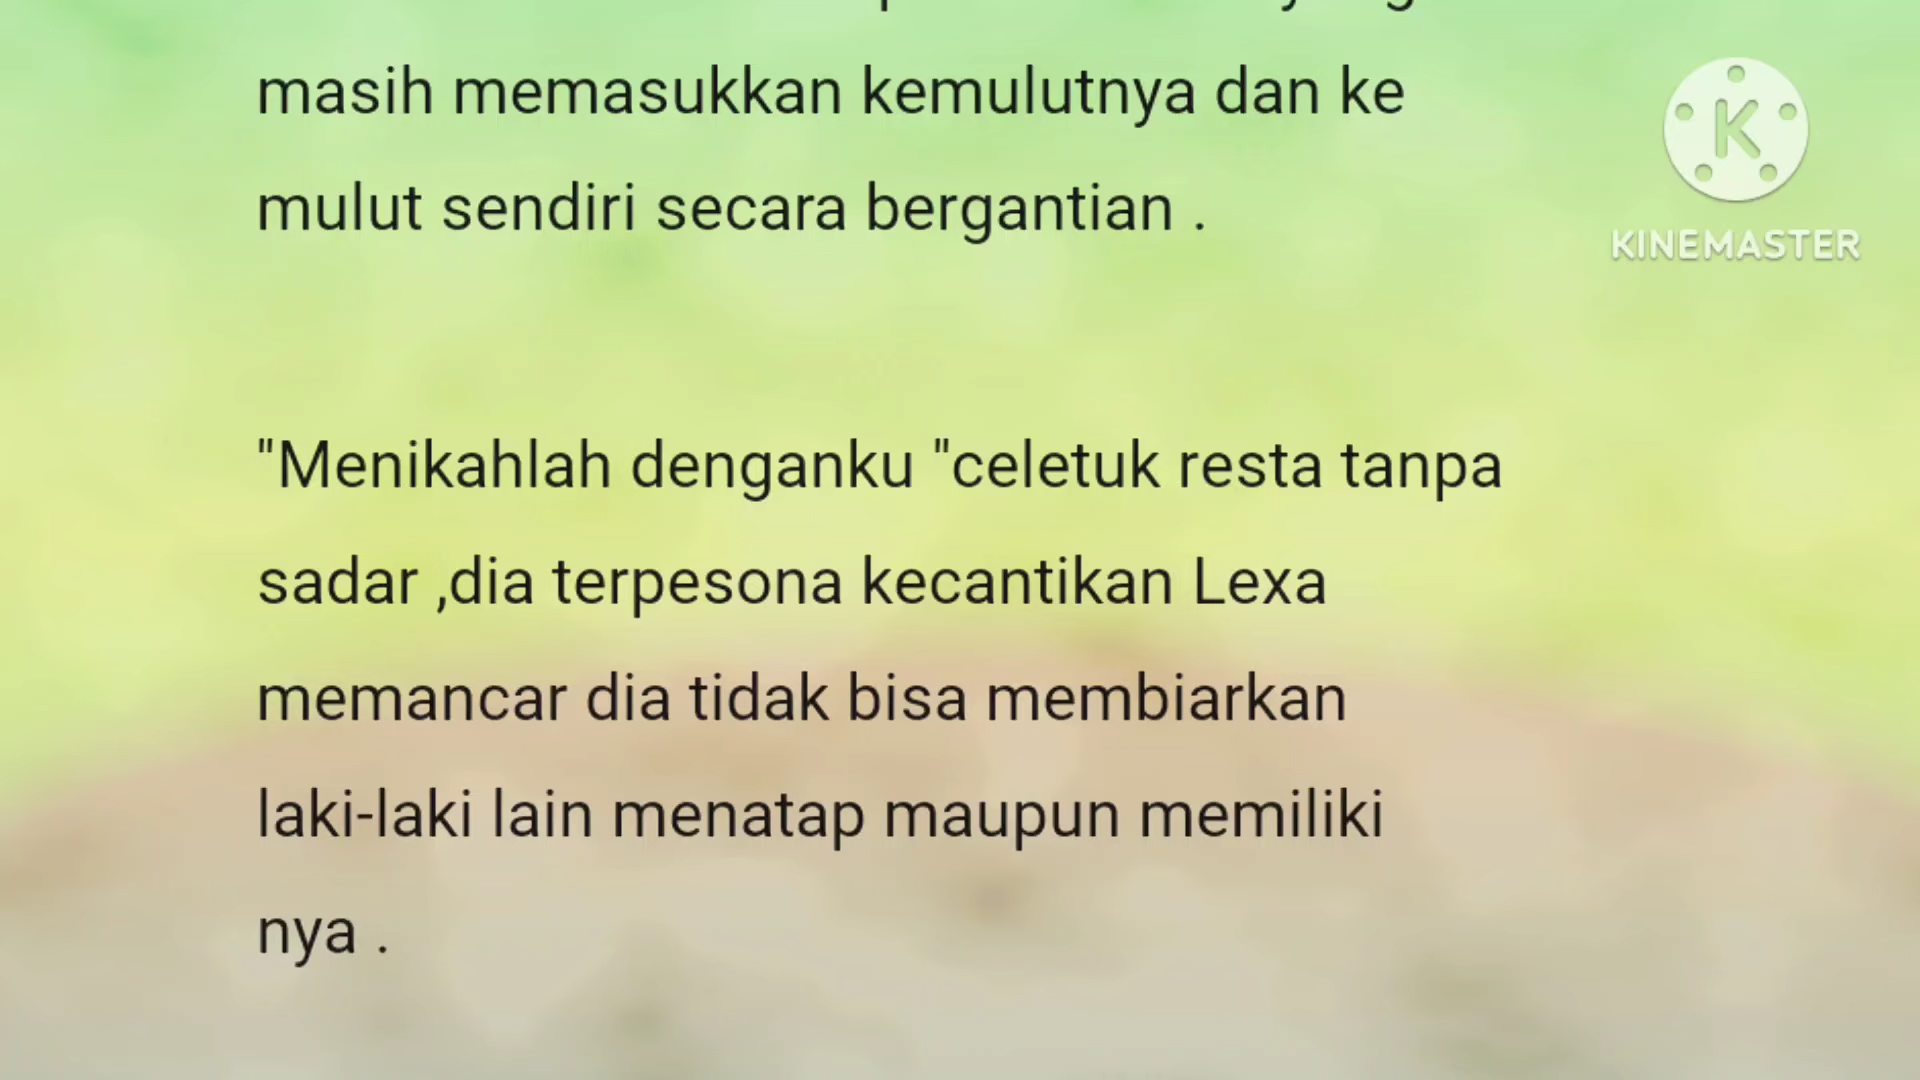 masih memasukkan kemulutnya dan ke
mulut sendiri secara bergantian .
"Menikahlah denganku "celetuk resta tanpa
sadar ,dia terpesona kecantikan Lexa
memancar dia tidak bisa membiarkan
laki-laki lain menatap maupun memiliki
nya .
K
KINEMASTER